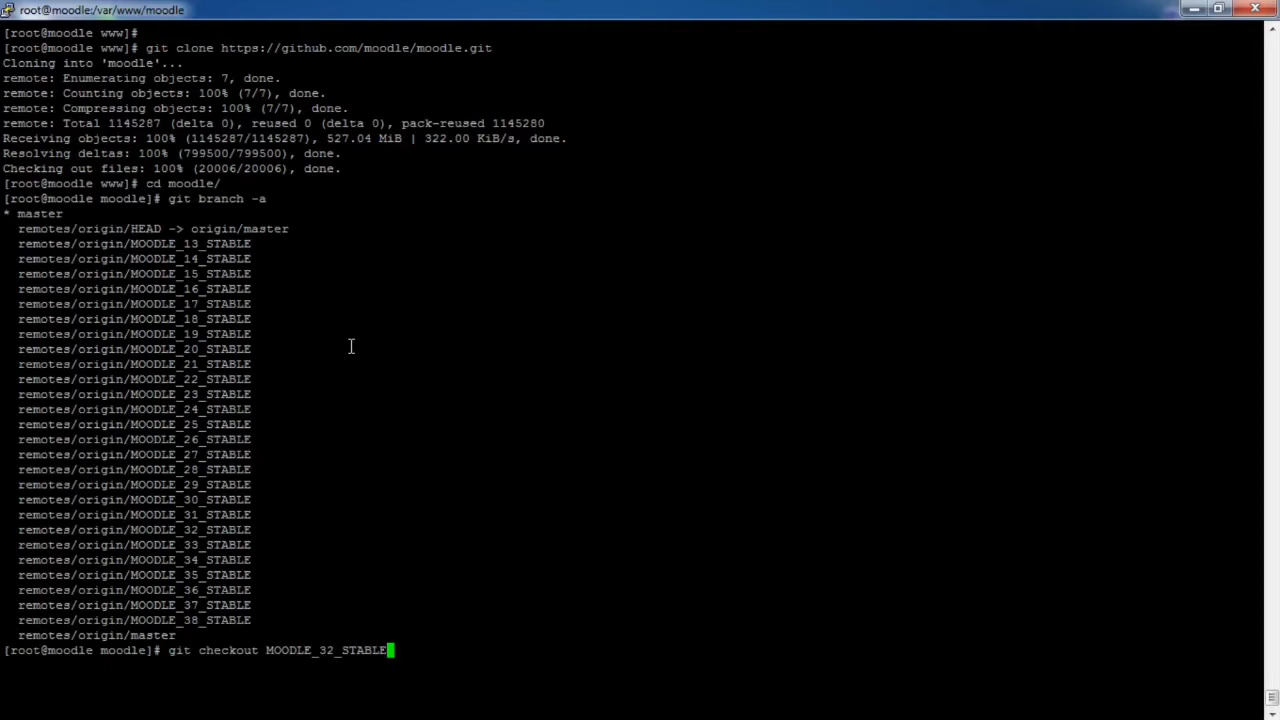 root@moodle:/var/www/moodle
[root@moodle www]#
[root@moodle www]# git clone https://github.com/moodle/moodle.git
Cloning into 'moodle'...
remote: Enumerating objects: 7, done.
remote: Counting objects: 100% (7/7), done.
remote: Compressing objects: 100% (7/7), done.
remote: Total 1145287 (delta 0), reused 0 (delta 0), pack-reused 1145280
Receiving objects: 100% (1145287/1145287), 527.04 MiB | 322.00 KiB/s, done.
Resolving deltas: 100% (799500/799500), done.
Checking out files: 100% (20006/20006), done.
[root@moodle www]# cd moodle/
[root@moodle moodle]# git branch -a
* master
  remotes/origin/HEAD -> origin/master
  remotes/origin/MOODLE_13_STABLE
  remotes/origin/MOODLE_14_STABLE
  remotes/origin/MOODLE_15_STABLE
  remotes/origin/MOODLE_16_STABLE
  remotes/origin/MOODLE_17_STABLE
  remotes/origin/MOODLE_18_STABLE
  remotes/origin/MOODLE_19_STABLE
  remotes/origin/MOODLE_20_STABLE
  remotes/origin/MOODLE_21_STABLE
  remotes/origin/MOODLE_22_STABLE
  remotes/origin/MOODLE_23_STABLE
  remotes/origin/MOODLE_24_STABLE
  remotes/origin/MOODLE_25_STABLE
  remotes/origin/MOODLE_26_STABLE
  remotes/origin/MOODLE_27_STABLE
  remotes/origin/MOODLE_28_STABLE
  remotes/origin/MOODLE_29_STABLE
  remotes/origin/MOODLE_30_STABLE
  remotes/origin/MOODLE_31_STABLE
  remotes/origin/MOODLE_32_STABLE
  remotes/origin/MOODLE_33_STABLE
  remotes/origin/MOODLE_34_STABLE
  remotes/origin/MOODLE_35_STABLE
  remotes/origin/MOODLE_36_STABLE
  remotes/origin/MOODLE_37_STABLE
  remotes/origin/MOODLE_38_STABLE
  remotes/origin/master
[root@moodle moodle]# git checkout MOODLE_32_STABLE